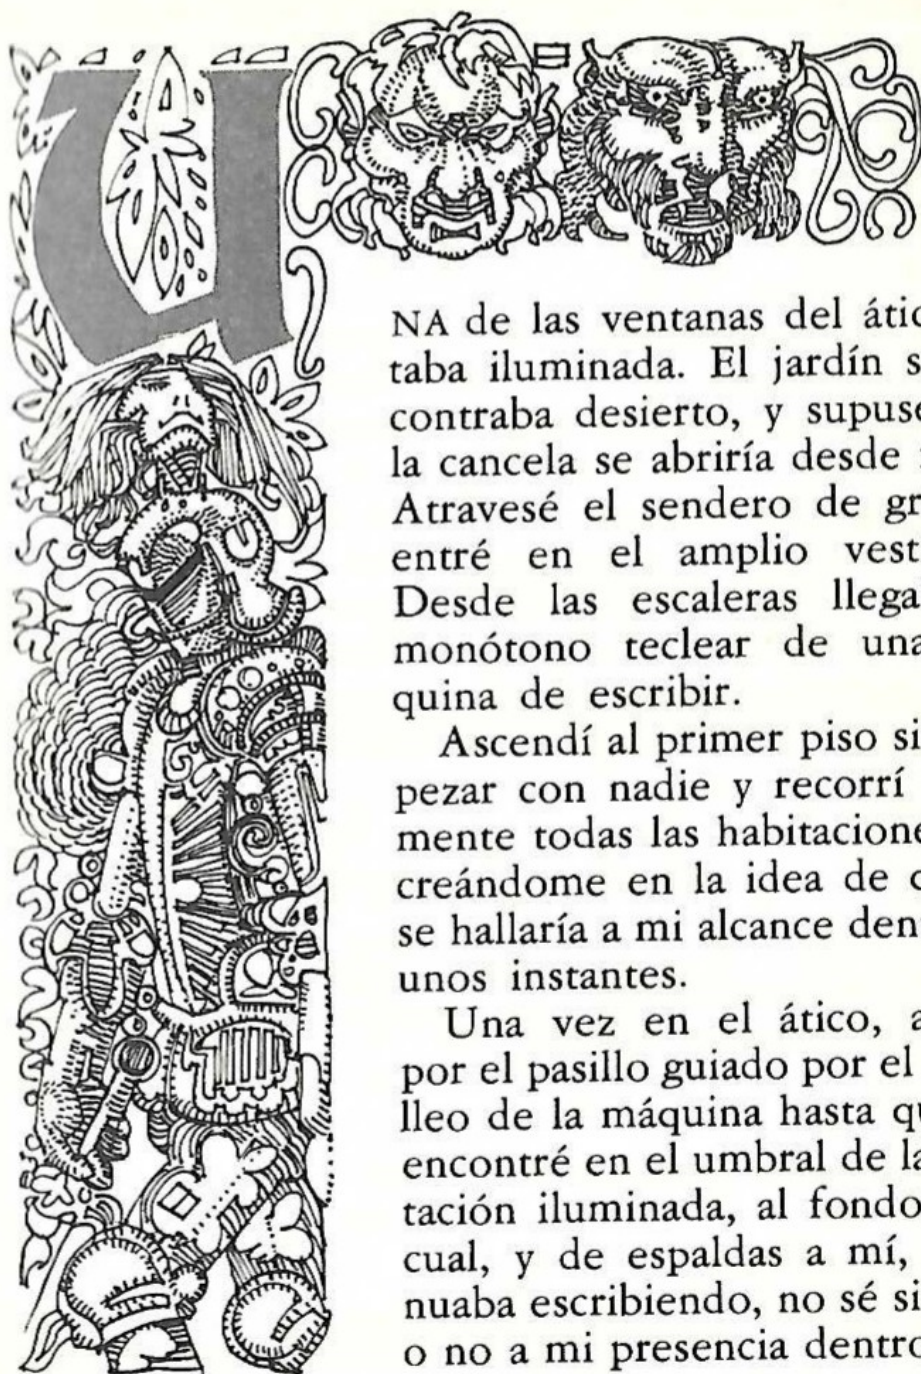 U
NA de las ventanas del átic
taba iluminada. El jardín s
contraba desierto, y supuse
la cancela se abriría desde
Atravesé el sendero de gr
entré en el amplio vest
Desde las escaleras llega
monótono teclear de una
quina de escribir.
Ascendí al primer piso si
pezar con nadie y recorrí
mente todas las habitacione
creándome en la idea de
se hallaría a mi alcance den
unos instantes.
Una vez en el ático, a
por el pasillo guiado por el
lleo de la máquina hasta qu
encontré en el umbral de la
tación iluminada, al fondo
cual, y de espaldas a mí,
nuaba escribiendo, no sé si
o no a mi presencia dentro